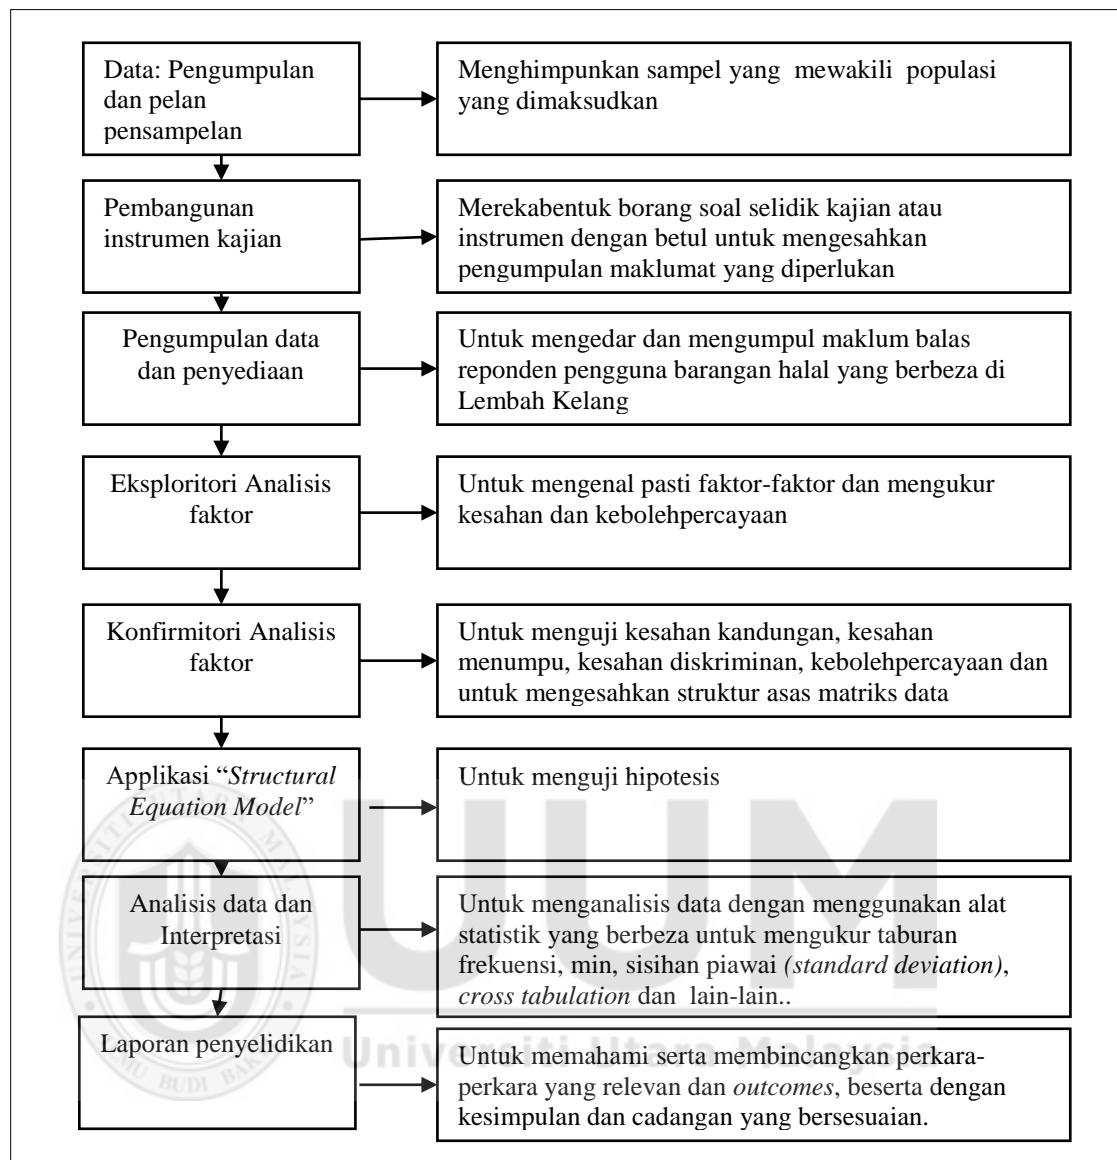 Data: Pengumpulan
dan pelan
pensampelan
Menghimpunkan sampel yang mewakili populasi
yang dimaksudkan
Pembangunan
instrumen kajian
Merekabentuk borang soal selidik kajian atau
instrumen dengan betul untuk mengesahkan
pengumpulan maklumat yang diperlukan
Pengumpulan data
dan penyediaan
Untuk mengedar dan mengumpul maklum balas
reponden pengguna barangan halal yang berbeza di
Lembah Kelang
Eksploritori Analisis
faktor
Untuk mengenal pasti faktor-faktor dan mengukur
kesahan dan kebolehpercayaan
Konfirmitori Analisis
faktor
Untuk menguji kesahan kandungan, kesahan
menumpu, kesahan diskriminan, kebolehpercayaan dan
untuk mengesahkan struktur asas matriks data
Applikasi “Structural
Equation Model”
Untuk menguji hipotesis
Analisis data dan
Interpretasi
Untuk menganalisis data dengan menggunakan alat
statistik yang berbeza untuk mengukur taburan
frekuensi, min, sisihan piawai (standard deviation),
cross tabulation dan lain-lain..
Laporan penyelidikan
Untuk memahami serta membincangkan perkara-
perkara yang relevan dan outcomes, beserta dengan
kesimpulan dan cadangan yang bersesuaian.
UUM
Universiti Utara Malaysia
UNIVERSITI UTARA MALAYSIA
ILMU BUDI BAKTI